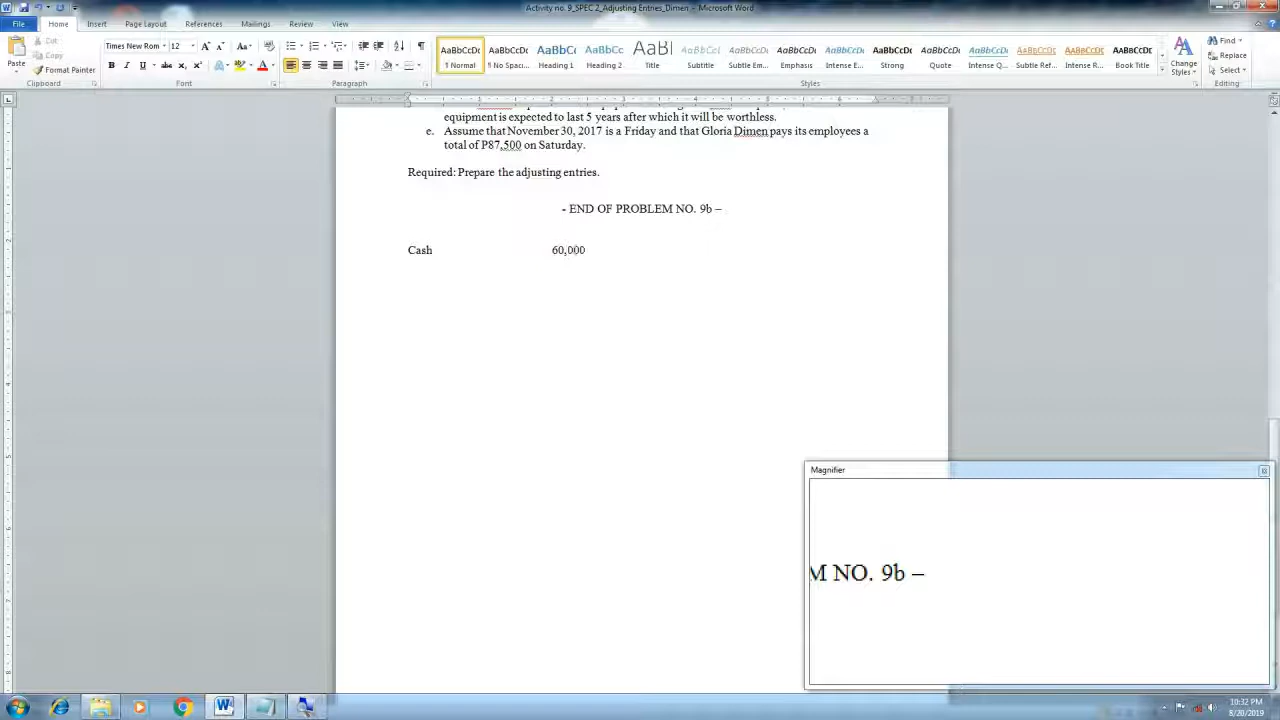 Activity no. 9_SPEC 2_Adjusting Entries_Dimen – Microsoft Word
File Home Insert Page Layout References Mailings Review View
Paste
Cut
Copy
Format Painter
Clipboard
Times New Rom 12
Font
Paragraph
AaBbCcDc AaBbCcDc AaBbC( AaBbCc AaB( AaBbCcL AaBbCcDc AaBbCcDc AaBbCcDc AaBbCcDc AaBbCcDc AaBbCcDc AaBbCcDc AaBbCcDc AaBbCcDc
¶ Normal ¶ No Spaci... Heading 1 Heading 2 Title Subtitle Subtle Em... Emphasis Intense E... Strong Quote Intense Q... Subtle Ref... Intense R... Book Title
Styles
Change Styles
Find
Replace
Select
Editing
equipment is expected to last 5 years after which it will be worthless.
e. Assume that November 30, 2017 is a Friday and that Gloria Dimen pays its employees a
total of P87,500 on Saturday.
Required: Prepare the adjusting entries.
- END OF PROBLEM NO. 9b –
Cash 60,000
Magnifier
M NO. 9b –
10:32 PM
8/20/2019